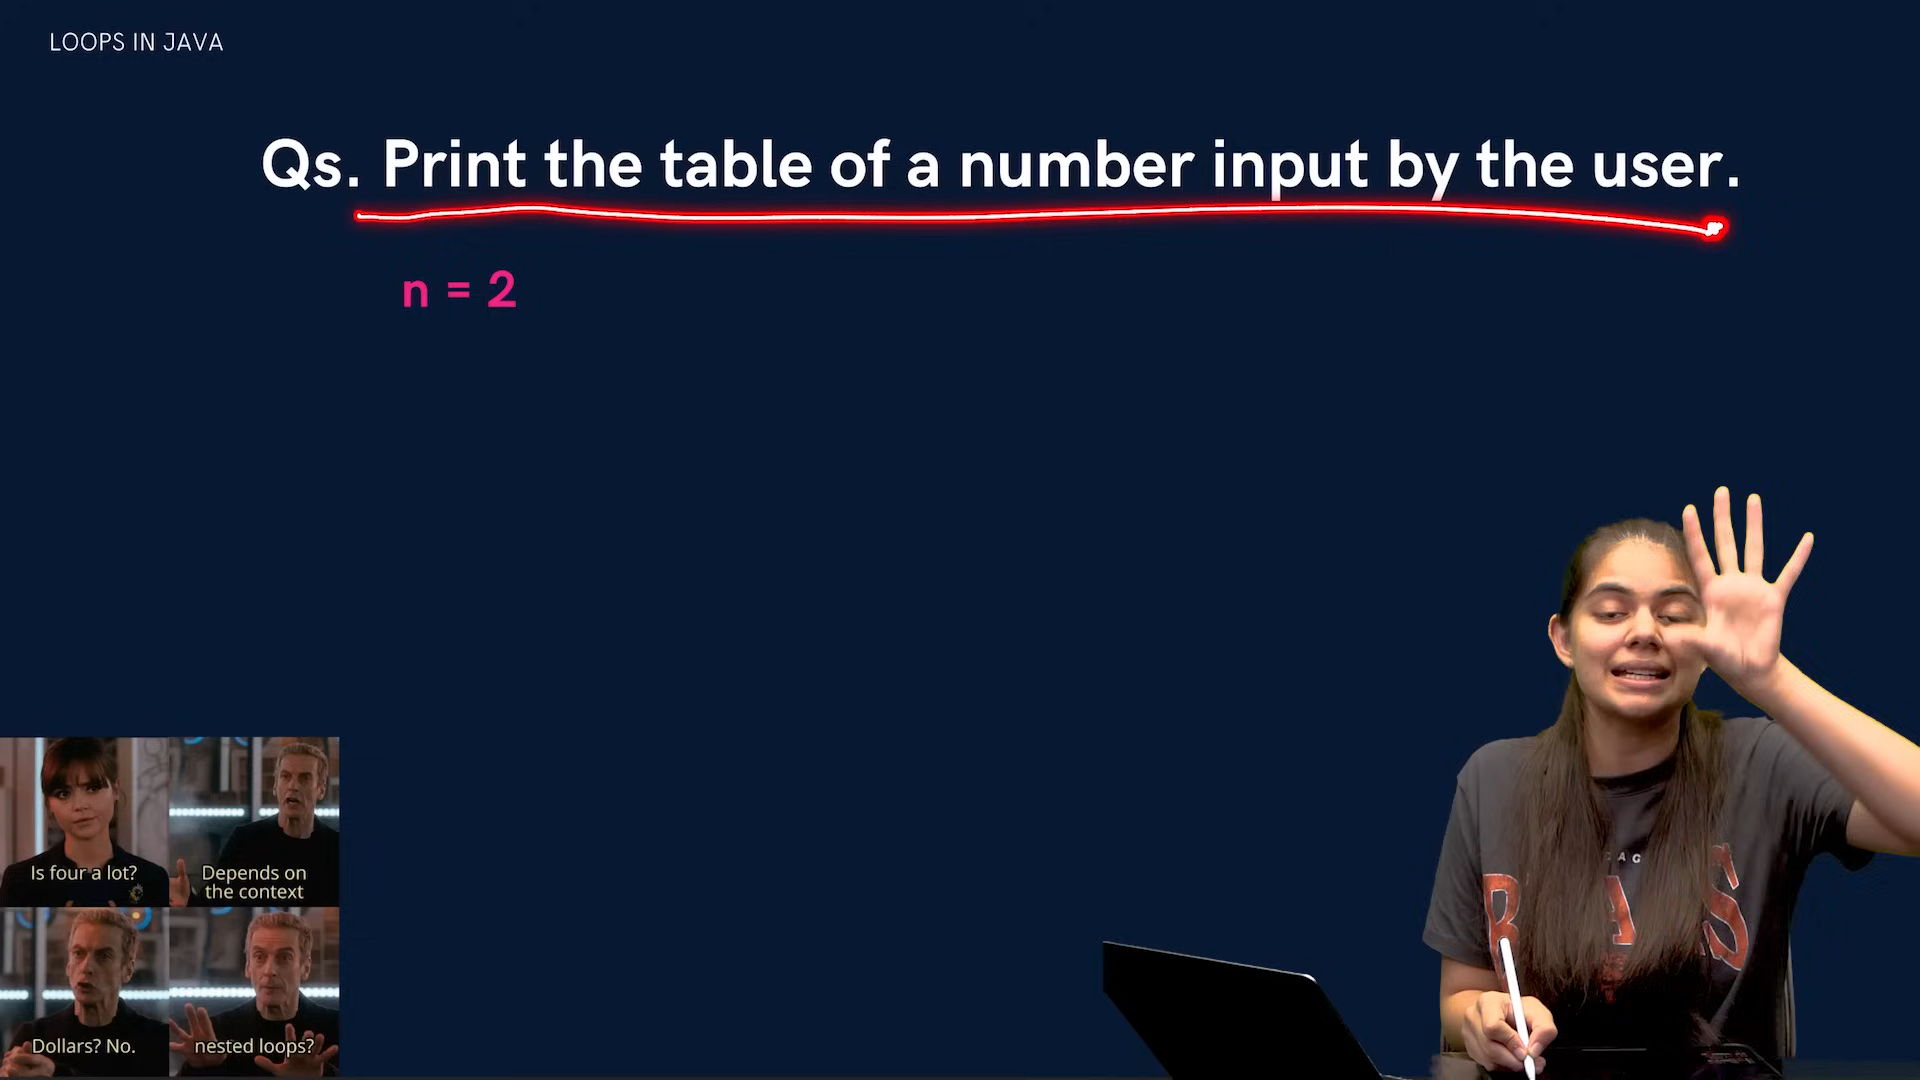 LOOPS IN JAVA
Qs. Print the table of a number input by the user.
n = 2
Is four a lot?
Depends on
the context
Dollars? No.
nested loops?